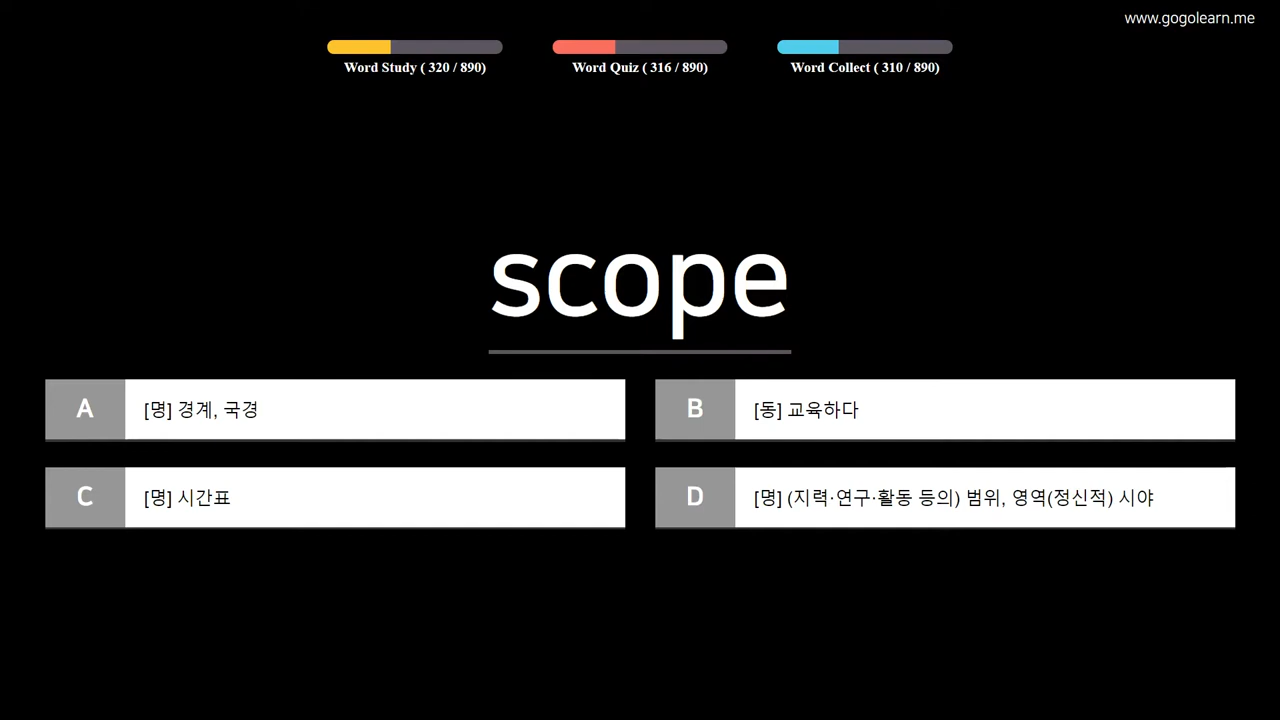 www.gogolearn.me
Word Study ( 320 / 890)
Word Quiz ( 316 / 890)
Word Collect ( 310 / 890)
scope
A [명] 경계, 국경
B [동] 교육하다
C [명] 시간표
D [명] (지력·연구·활동 등의) 범위, 영역(정신적) 시야